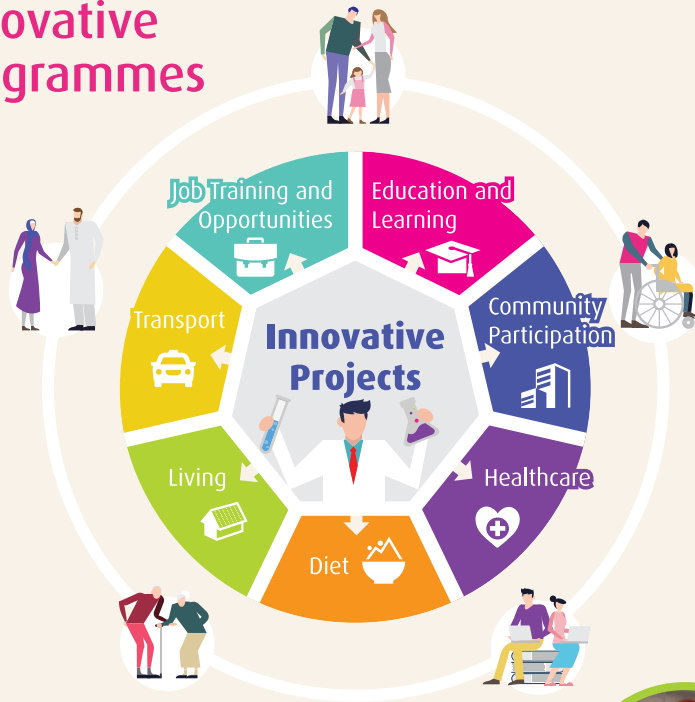 ovative
grammes
Job Training and
Opportunities
Education and
Learning
Community
Participation
Transport
Innovative
Projects
Living
Healthcare
Diet